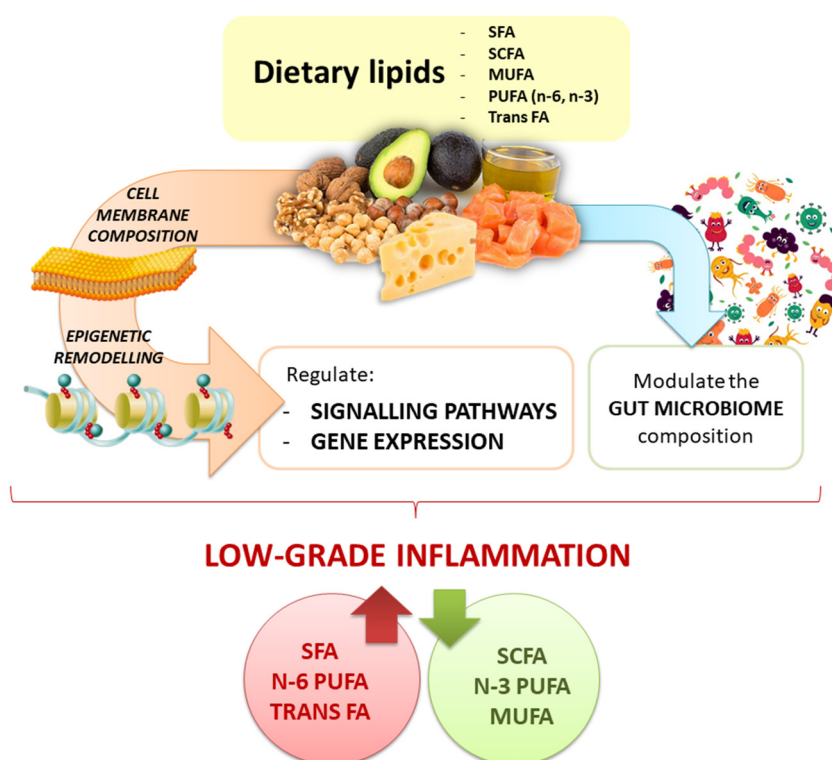 Dietary lipids
- SFA
- SCFA
- MUFA
- PUFA (n-6, n-3)
- Trans FA
CELL
MEMBRANE
COMPOSITION
EPIGENETIC
REMODELLING
Regulate:
- SIGNALLING PATHWAYS
- GENE EXPRESSION
Modulate the
GUT MICROBIOME
composition
LOW-GRADE INFLAMMATION
SFA
N-6 PUFA
TRANS FA
SCFA
N-3 PUFA
MUFA